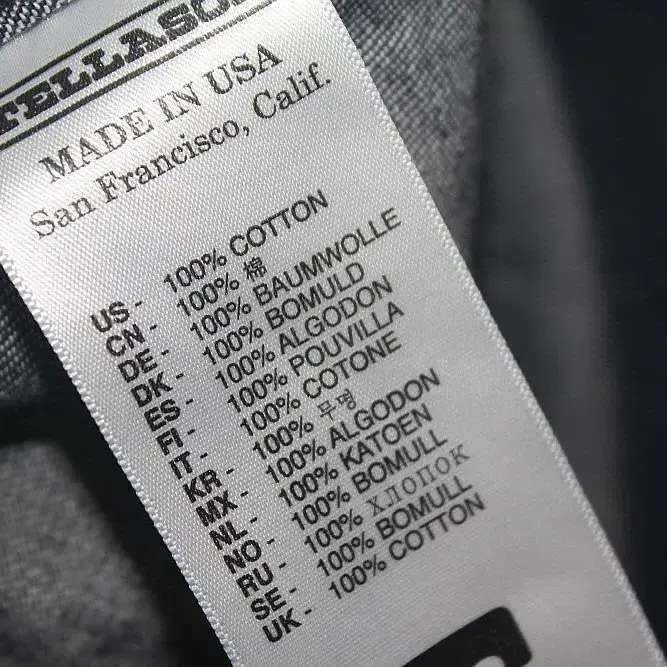 TELLASON
MADE IN USA
San Francisco, Calif.
US - 100% COTTON
CN - 100% 棉
DE - 100% BAUMWOLLE
DK - 100% BOMULD
ES - 100% ALGODON
FI - 100% POUVILLA
IT - 100% COTONE
KR - 100% 무명
MX - 100% ALGODON
NL - 100% KATOEN
NO - 100% BOMULL
RU - 100% хлопок
SE - 100% BOMULL
UK - 100% COTTON